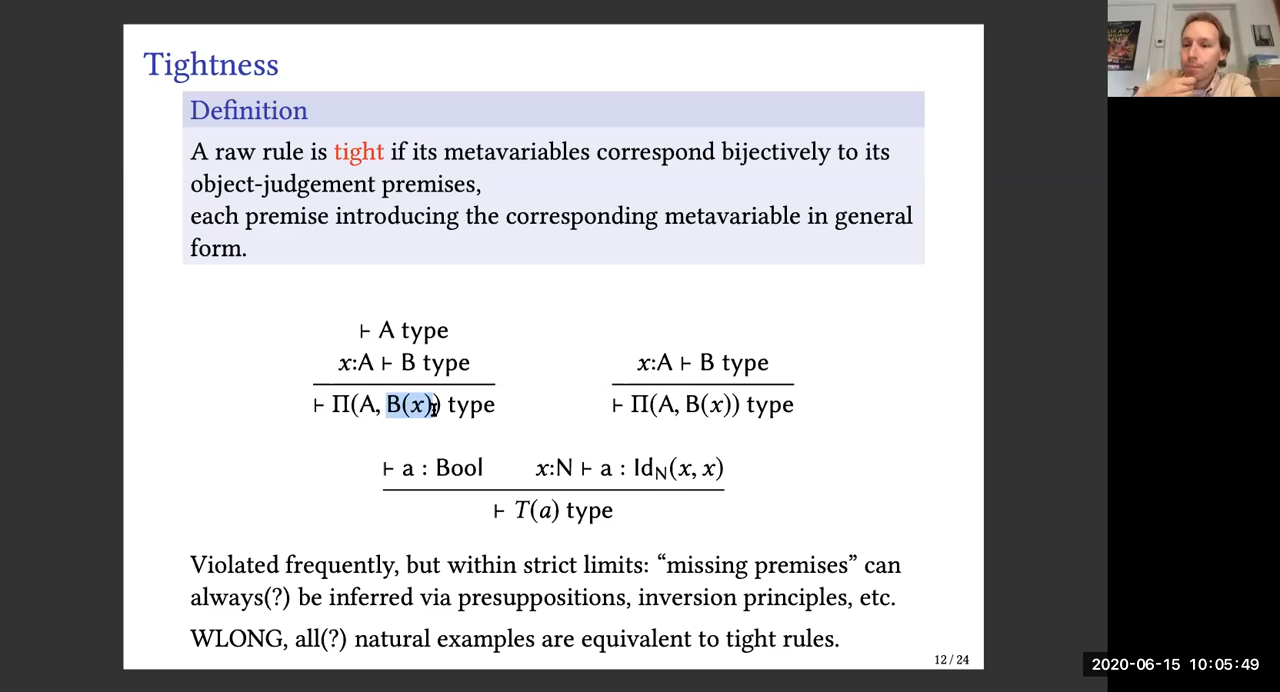 Tightness
Definition
A raw rule is tight if its metavariables correspond bijectively to its
object-judgement premises,
each premise introducing the corresponding metavariable in general
form.
⊢ A type
x:A ⊢ B type
⊢ Π(A, B(x)) type
x:A ⊢ B type
⊢ Π(A, B(x)) type
⊢ a : Bool x:N ⊢ a : Id_N(x, x)
⊢ T(a) type
Violated frequently, but within strict limits: “missing premises” can
always(?) be inferred via presuppositions, inversion principles, etc.
WLONG, all(?) natural examples are equivalent to tight rules.
12 / 24
2020-06-15 10:05:49